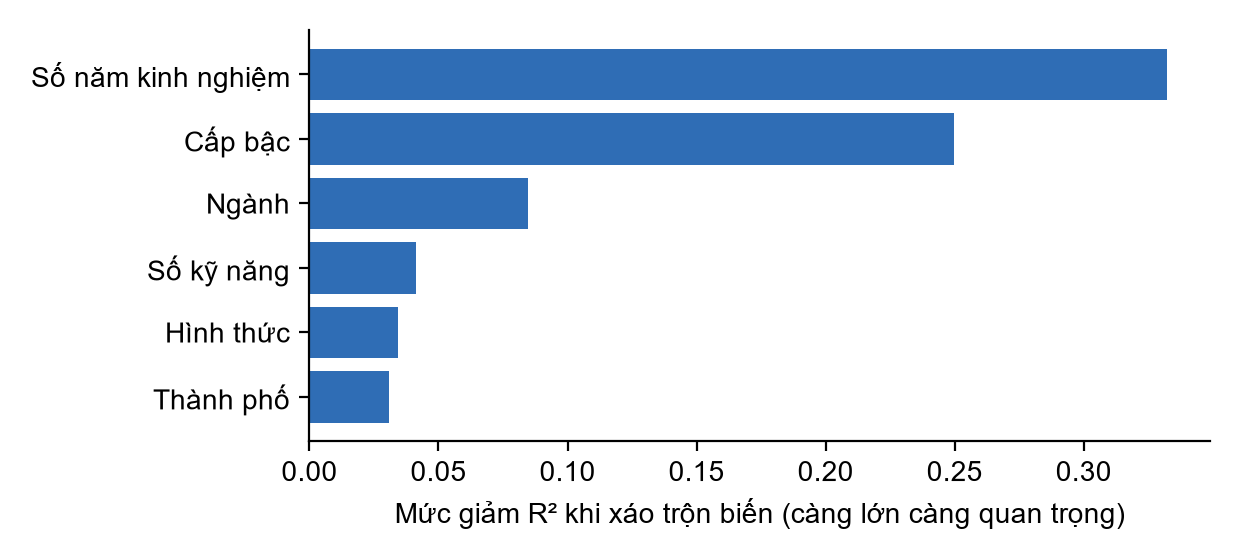 Số năm kinh nghiệm
Cấp bậc
Ngành
Số kỹ năng
Hình thức
Thành phố
0.00 0.05 0.10 0.15 0.20 0.25 0.30
Mức giảm R² khi xáo trộn biến (càng lớn càng quan trọng)